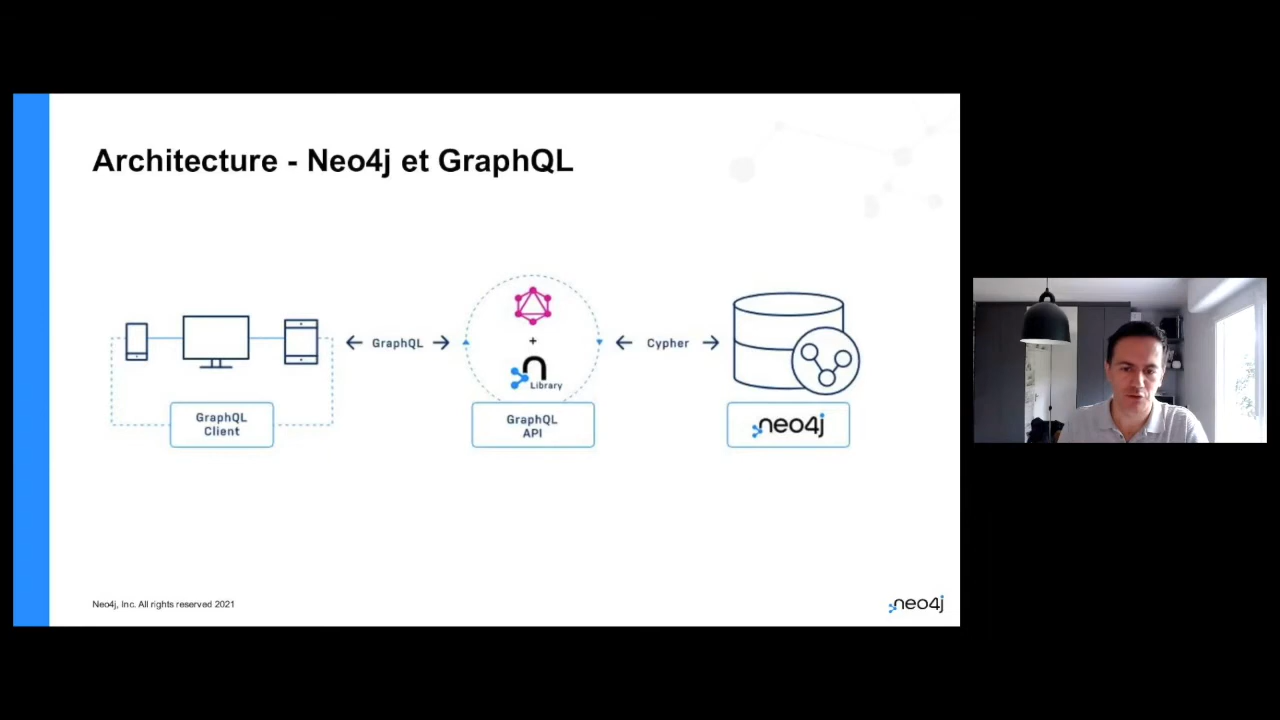 Architecture - Neo4j et GraphQL
GraphQL
+
Library
Cypher
GraphQL
Client
GraphQL
API
neo4j
Neo4j, Inc. All rights reserved 2021
neo4j